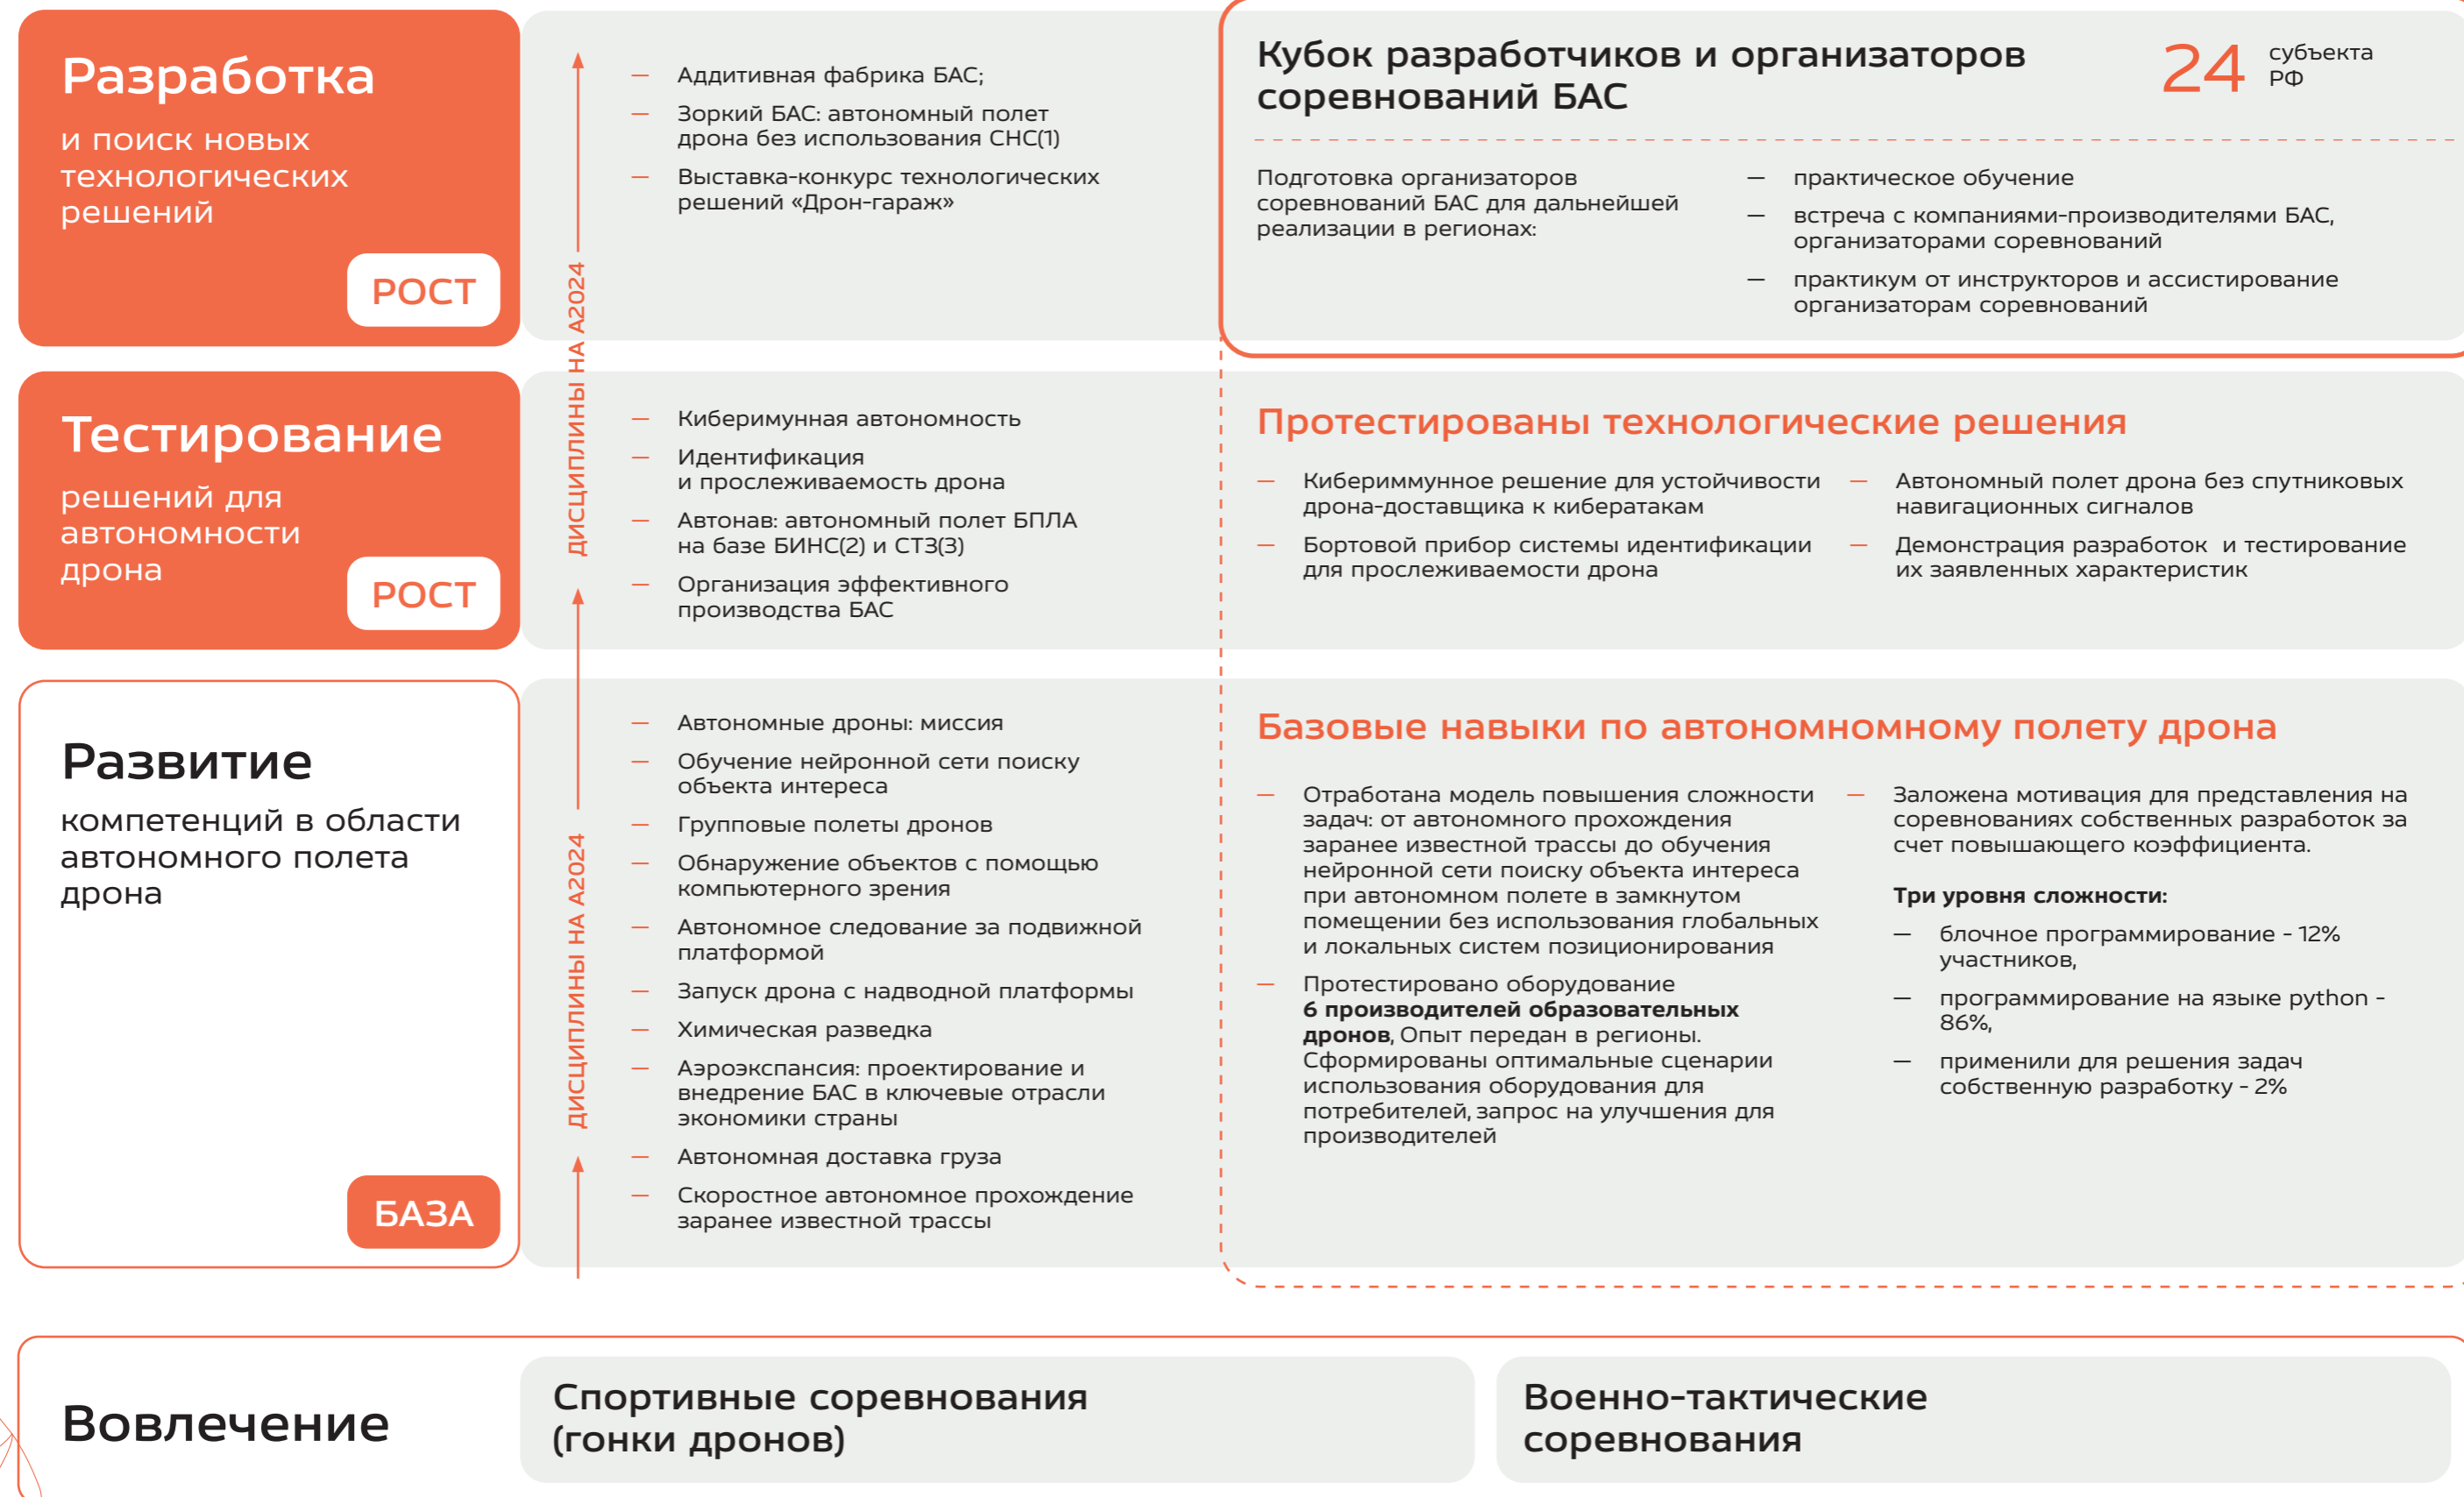 Разработка
и поиск новых
технологических
решений
РОСТ
ДИСЦИПЛИНЫ НА А2024
— Аддитивная фабрика БАС;
— Зоркий БАС: автономный полет
дрона без использования СНС(1)
— Выставка-конкурс технологических
решений «Дрон-гараж»
Кубок разработчиков и организаторов
соревнований БАС
24 субъекта
РФ
Подготовка организаторов
соревнований БАС для дальнейшей
реализации в регионах:
— практическое обучение
— встреча с компаниями-производителями БАС,
организаторами соревнований
— практикум от инструкторов и ассистирование
организаторам соревнований
Тестирование
решений для
автономности
дрона
РОСТ
— Киберимунная автономность
— Идентификация
и прослеживаемость дрона
— Автонав: автономный полет БПЛА
на базе БИНС(2) и СТЗ(3)
— Организация эффективного
производства БАС
Протестированы технологические решения
— Кибериммунное решение для устойчивости
дрона-доставщика к кибератакам
— Бортовой прибор системы идентификации
для прослеживаемости дрона
— Автономный полет дрона без спутниковых
навигационных сигналов
— Демонстрация разработок и тестирование
их заявленных характеристик
Развитие
компетенций в области
автономного полета
дрона
БАЗА
ДИСЦИПЛИНЫ НА А2024
— Автономные дроны: миссия
— Обучение нейронной сети поиску
объекта интереса
— Групповые полеты дронов
— Обнаружение объектов с помощью
компьютерного зрения
— Автономное следование за подвижной
платформой
— Запуск дрона с надводной платформы
— Химическая разведка
— Аэроэкспансия: проектирование и
внедрение БАС в ключевые отрасли
экономики страны
— Автономная доставка груза
— Скоростное автономное прохождение
заранее известной трассы
Базовые навыки по автономномному полету дрона
— Отработана модель повышения сложности
задач: от автономного прохождения
заранее известной трассы до обучения
нейронной сети поиску объекта интереса
при автономном полете в замкнутом
помещении без использования глобальных
и локальных систем позиционирования
— Протестировано оборудование
6 производителей образовательных
дронов, Опыт передан в регионы.
Сформированы оптимальные сценарии
использования оборудования для
потребителей, запрос на улучшения для
производителей
— Заложена мотивация для представления на
соревнованиях собственных разработок за
счет повышающего коэффициента.
Три уровня сложности:
— блочное программирование - 12%
участников,
— программирование на языке python -
86%,
— применили для решения задач
собственную разработку - 2%
Вовлечение
Спортивные соревнования
(гонки дронов)
Военно-тактические
соревнования